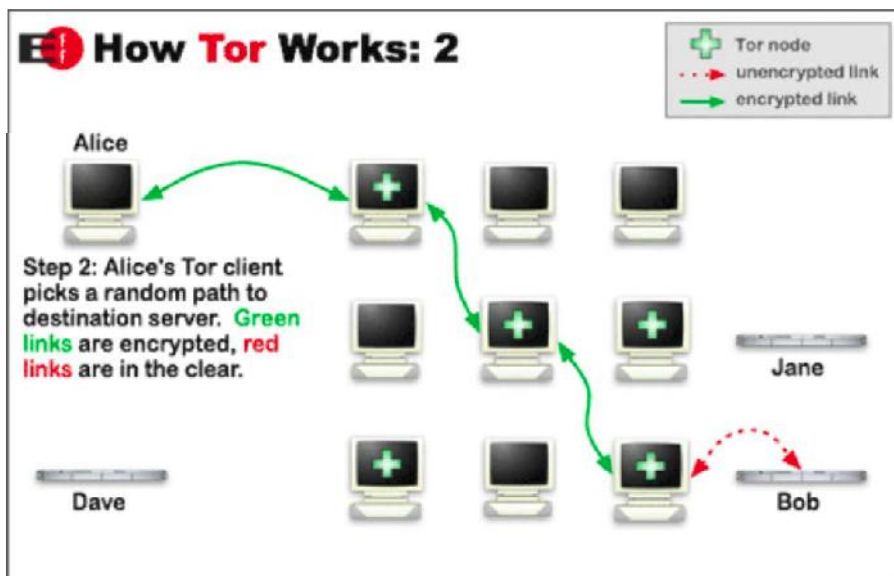 EFF How Tor Works: 2
Tor node
unencrypted link
encrypted link
Alice
Step 2: Alice's Tor client
picks a random path to
destination server. Green
links are encrypted, red
links are in the clear.
Jane
Dave
Bob